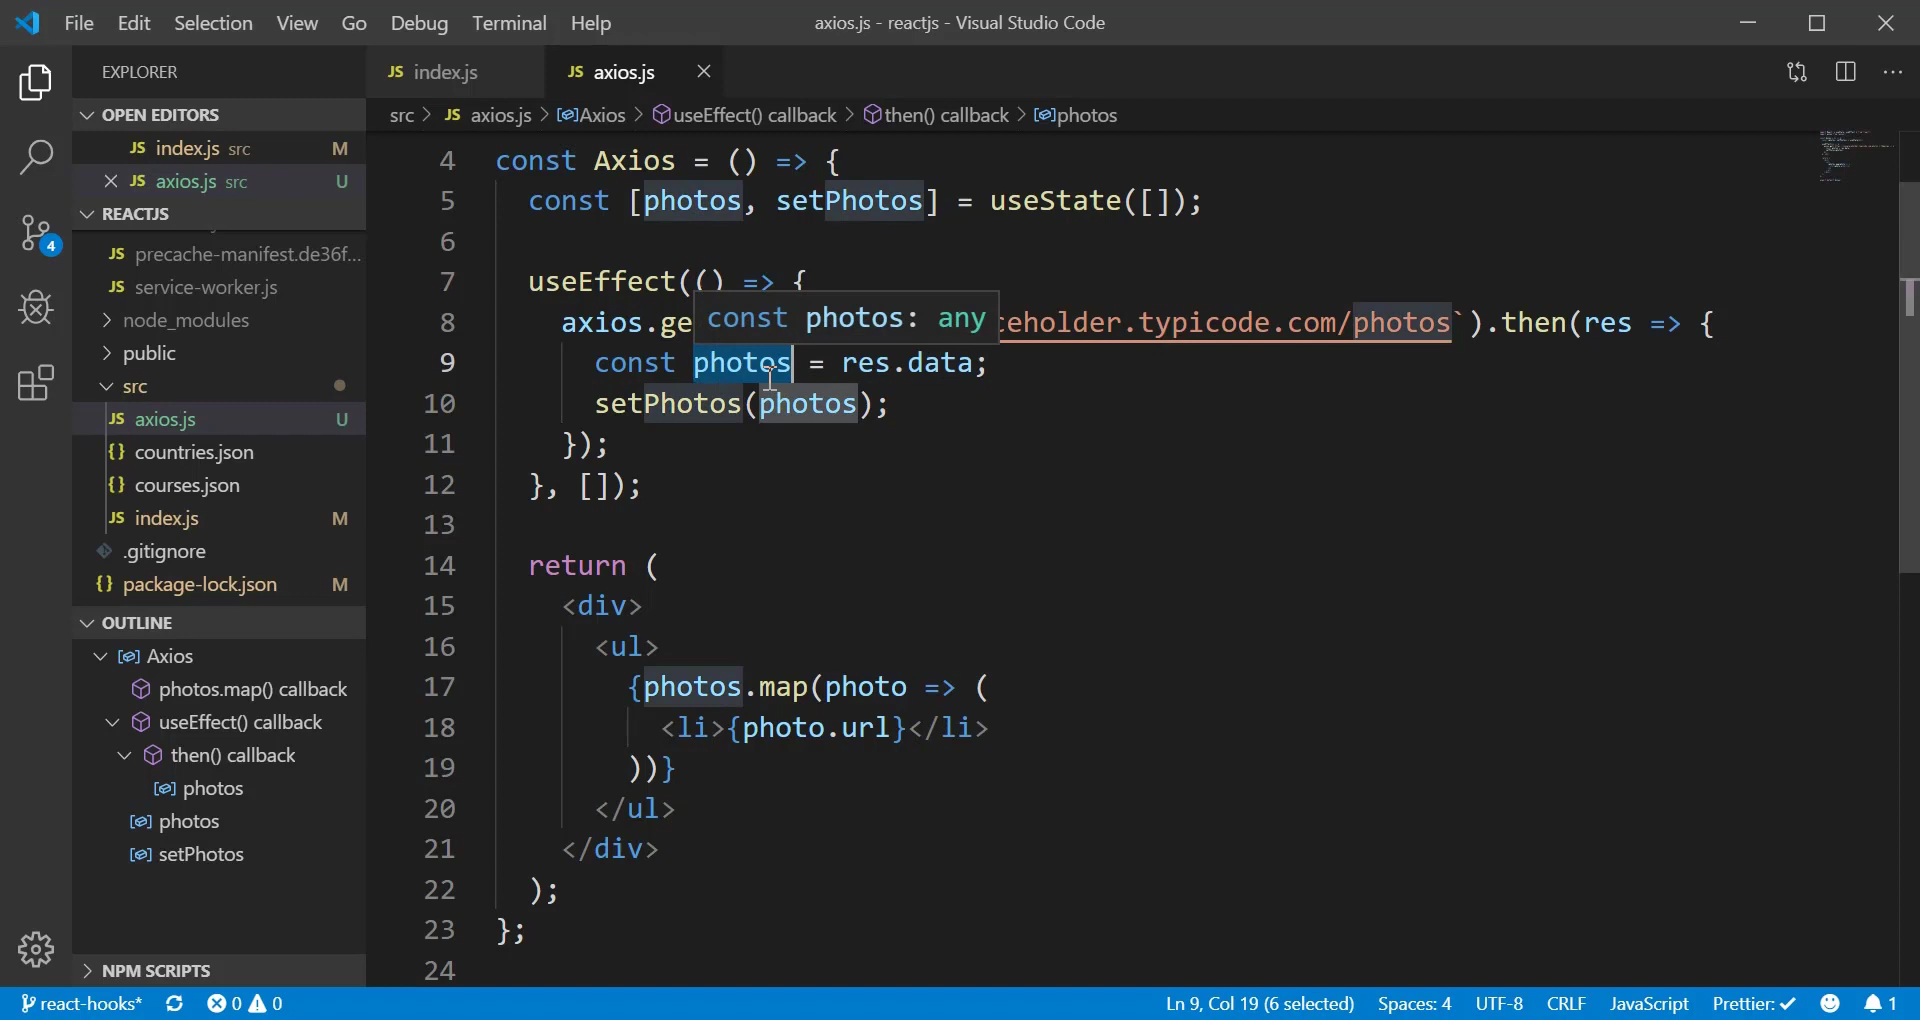 File Edit Selection View Go Debug Terminal Help
axios.js - reactjs - Visual Studio Code
EXPLORER
OPEN EDITORS
JS index.js src M
JS axios.js src U
REACTJS
JS precache-manifest.de36f...
JS service-worker.js
node_modules
public
src
JS axios.js U
{} countries.json
{} courses.json
JS index.js M
.gitignore
{} package-lock.json M
OUTLINE
Axios
photos.map() callback
useEffect() callback
then() callback
photos
photos
setPhotos
NPM SCRIPTS
4
JS index.js
JS axios.js
src > JS axios.js > Axios > useEffect() callback > then() callback > photos
4 const Axios = () => {
5 const [photos, setPhotos] = useState([]);
6
7 useEffect(() => {
const photos: any
8 axios.ge ceholder.typicode.com/photos`).then(res => {
9 const photos = res.data;
10 setPhotos(photos);
11 });
12 }, []);
13
14 return (
15 <div>
16 <ul>
17 {photos.map(photo => (
18 <li>{photo.url}</li>
19 ))}
20 </ul>
21 </div>
22 );
23 };
24
react-hooks* 0 0 Ln 9, Col 19 (6 selected) Spaces: 4 UTF-8 CRLF JavaScript Prettier: ✓ 1